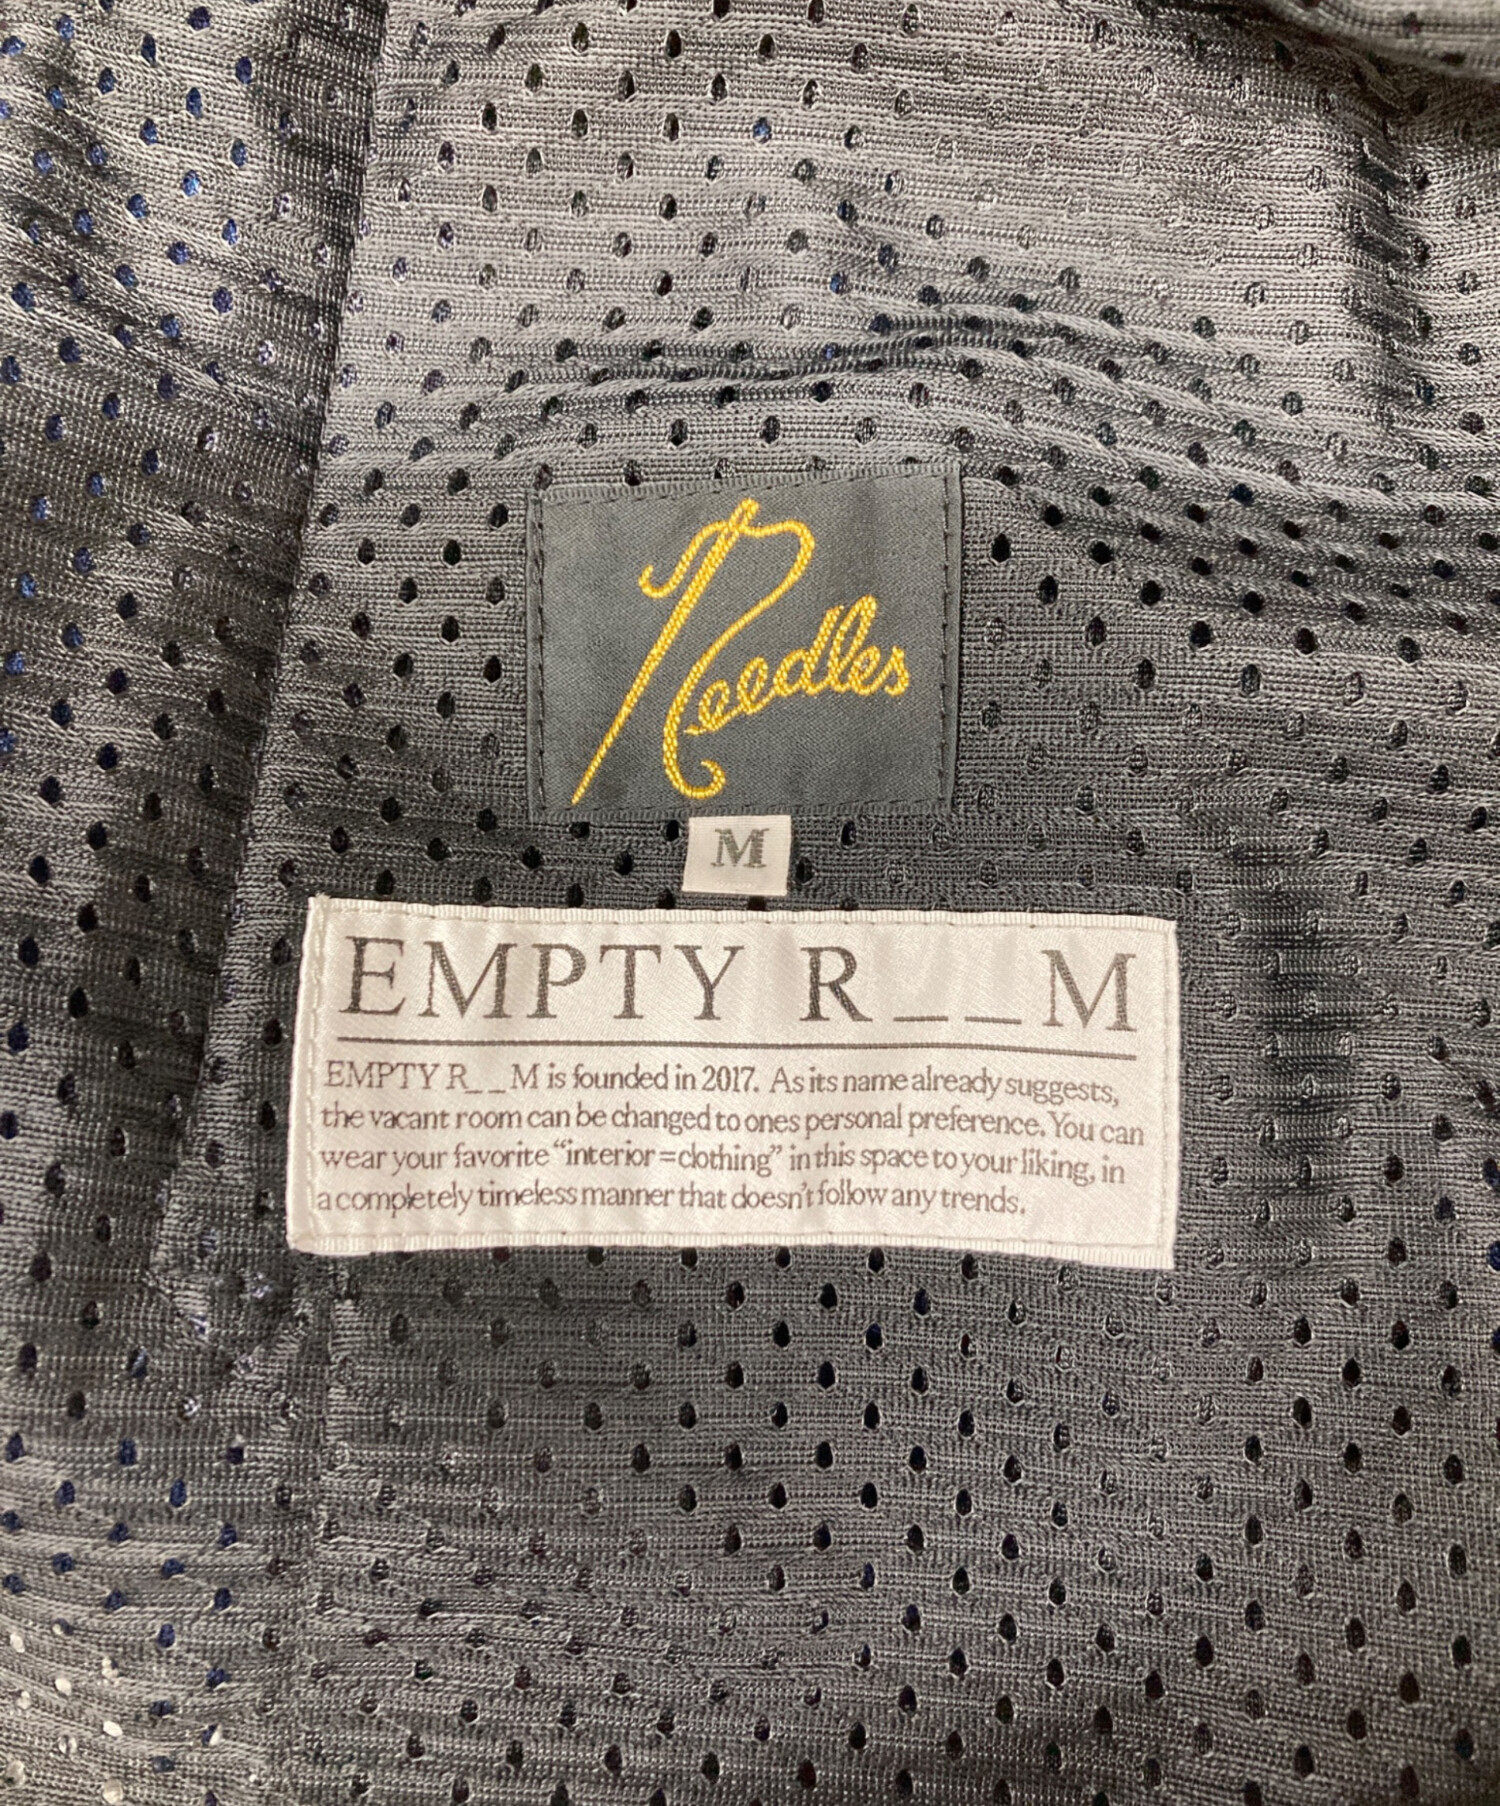 Needles
M
EMPTY R__M
EMPTY R__M is founded in 2017. As its name already suggests,
the vacant room can be changed to ones personal preference. You can
wear your favorite “interior=clothing” in this space to your liking, in
a completely timeless manner that doesn't follow any trends.